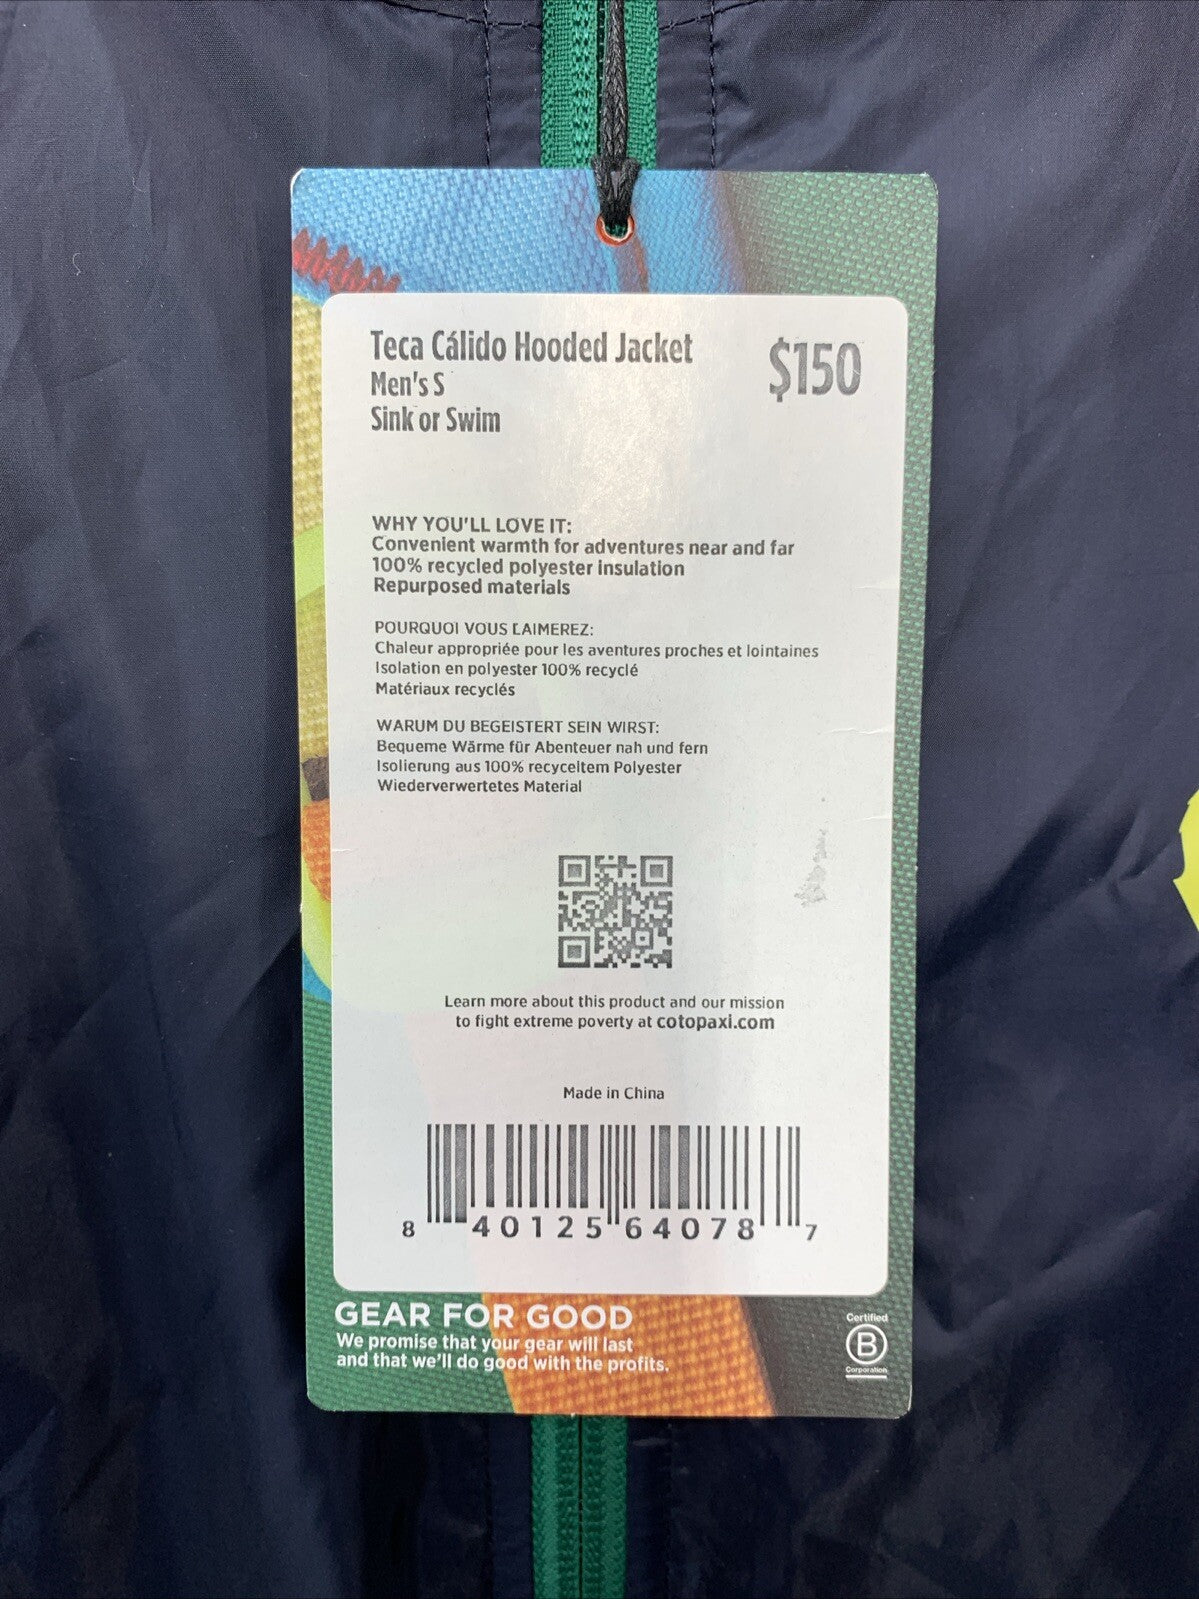 Teca Cálido Hooded Jacket
$150
Men's S
Sink or Swim
WHY YOU'LL LOVE IT:
Convenient warmth for adventures near and far
100% recycled polyester insulation
Repurposed materials
POURQUOI VOUS L'AIMEREZ:
Chaleur appropriée pour les aventures proches et lointaines
Isolation en polyester 100% recyclé
Matériaux recyclés
WARUM DU BEGEISTERT SEIN WIRST:
Bequeme Wärme für Abenteuer nah und fern
Isolierung aus 100% recyceltem Polyester
Wiederverwertetes Material
Learn more about this product and our mission
to fight extreme poverty at cotopaxi.com
Made in China
8 40125 64078 7
GEAR FOR GOOD
We promise that your gear will last
and that we'll do good with the profits.
Certified
B
Corporation